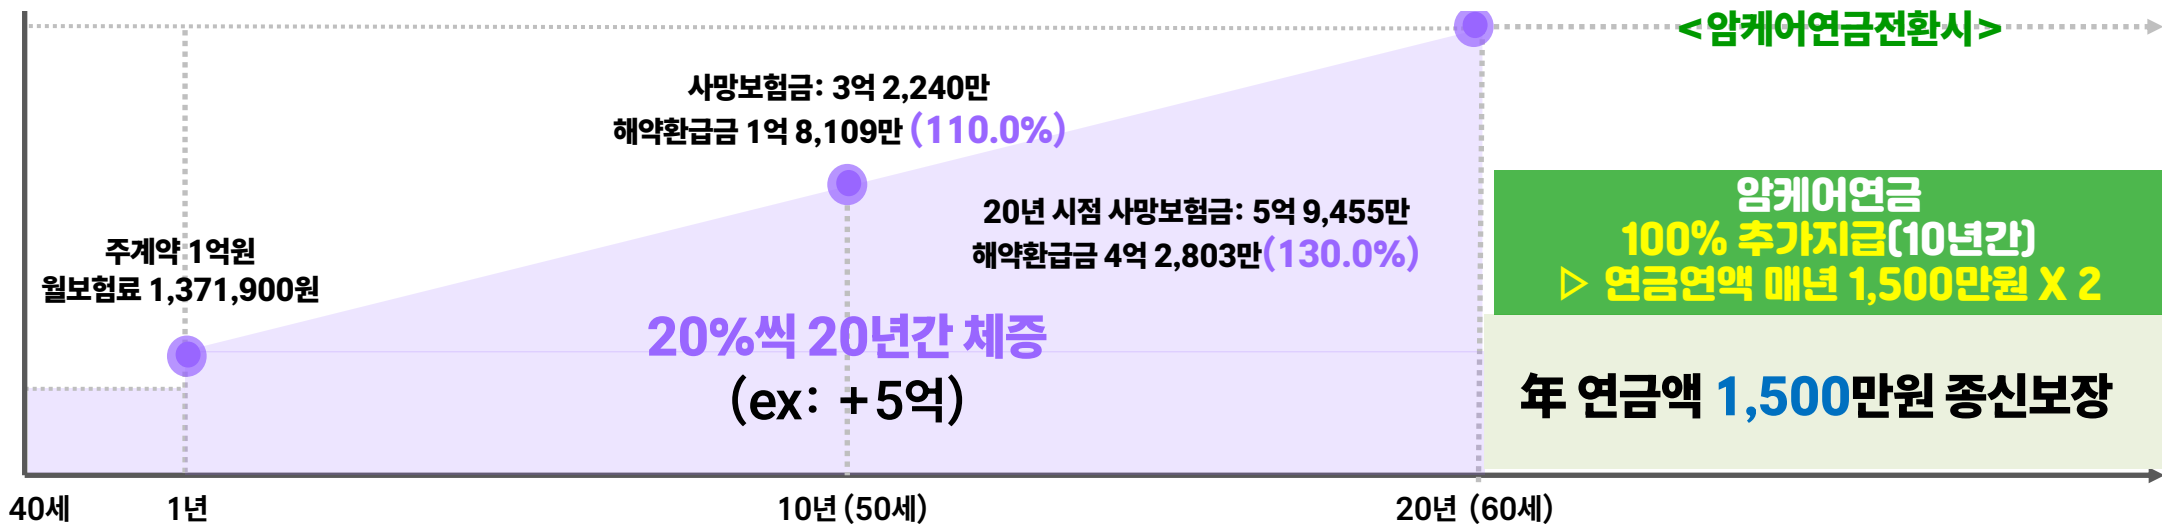 <암케어연금전환시>
사망보험금: 3억 2,240만
해약환급금 1억 8,109만 (110.0%)
20년 시점 사망보험금: 5억 9,455만
해약환급금 4억 2,803만(130.0%)
주계약 1억원
월보험료 1,371,900원
20%씩 20년간 체증
(ex: +5억)
암케어연금
100% 추가지급(10년간)
▷ 연금연액 매년 1,500만원 X 2
年 연금액 1,500만원 종신보장
40세
1년
10년 (50세)
20년 (60세)